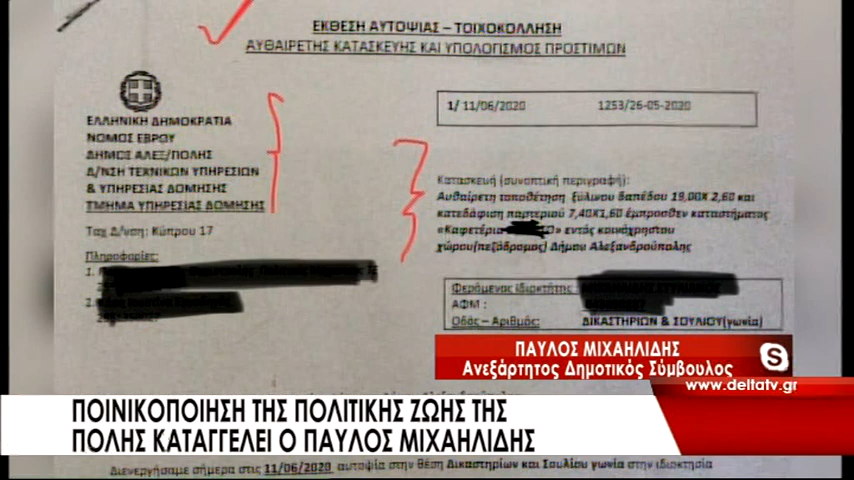 ΕΚΘΕΣΗ ΑΥΤΟΨΙΑΣ – ΤΟΙΧΟΚΟΛΛΗΣΗ
ΑΥΘΑΙΡΕΤΗΣ ΚΑΤΑΣΚΕΥΗΣ ΚΑΙ ΥΠΟΛΟΓΙΣΜΟΣ ΠΡΟΣΤΙΜΩΝ
ΕΛΛΗΝΙΚΗ ΔΗΜΟΚΡΑΤΙΑ
ΝΟΜΟΣ ΕΒΡΟΥ
ΔΗΜΟΣ ΑΛΕΞ/ΠΟΛΗΣ
Δ/ΝΣΗ ΤΕΧΝΙΚΩΝ ΥΠΗΡΕΣΙΩΝ
& ΥΠΗΡΕΣΙΑΣ ΔΟΜΗΣΗΣ
ΤΜΗΜΑ ΥΠΗΡΕΣΙΑΣ ΔΟΜΗΣΗΣ
Ταχ Δ/νση: Κύπρου 17
Πληροφορίες:
1.
2.
1/ 11/06/2020 1253/26-05-2020
Κατασκευή (συνοπτική περιγραφή):
Αυθαίρετη τοποθέτηση ξύλινου δαπέδου 19,00Χ 2,60 και
κατεδάφιση παρτεριού 7,40Χ1,60 έμπροσθεν καταστήματος
«Καφετέρια Ο» εντός κοινόχρηστου
χώρου(πεζόδρομος) Δήμου Αλεξανδρούπολης
Φερόμενος ιδιοκτήτης
ΑΦΜ :
Οδός – Αριθμός: ΔΙΚΑΣΤΗΡΙΩΝ & ΣΟΥΛΙΟΥ(γωνία)
ΠΑΥΛΟΣ ΜΙΧΑΗΛΙΔΗΣ
Ανεξάρτητος Δημοτικός Σύμβουλος
www.deltatv.gr
ΠΟΙΝΙΚΟΠΟΙΗΣΗ ΤΗΣ ΠΟΛΙΤΙΚΗΣ ΖΩΗΣ ΤΗΣ
ΠΟΛΗΣ ΚΑΤΑΓΓΕΛΕΙ Ο ΠΑΥΛΟΣ ΜΙΧΑΗΛΙΔΗΣ
Διενεργήσαμε σήμερα στις 11/06/2020 αυτοψία στην θέση Δικαστηρίων και Σουλίου γωνία στην ιδιοκτησία